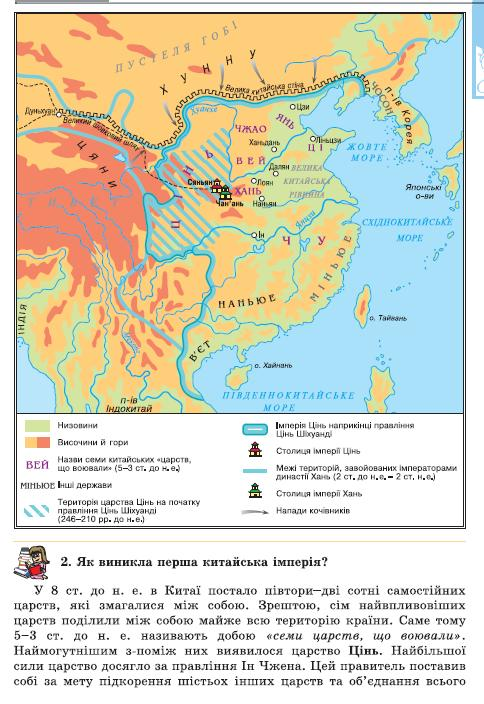 ПУСТЕЛЯ ГОБІ
ХУННУ
Велика китайська стіна
Дуньхуан
Великий шовковий шлях
Хуанхе
ЧОСОН
п-ів Корея
Цзи
ЧЖАО
ЯНЬ
Ханьдань
Ліньцзи
ЦІ
ВЕЙ
ЖОВТЕ
МОРЕ
ЦЯНИ
ЦІНЬ
Далян
ВЕЛИКА
КИТАЙСЬКА
РІВНИНА
Сяньян
Лоян
ХАНЬ
Чан'ань
Наньян
Японські
о-ви
ТИБЕТ
Янцзи
СХІДНОКИТАЙСЬКЕ
МОРЕ
Ін
ЧУ
МІНЬЮЕ
НАНЬЮЕ
о. Тайвань
ІНДІЯ
В'ЄТ
о. Хайнань
п-ів
Індокитай
ПІВДЕННОКИТАЙСЬКЕ
МОРЕ
Низовини
Височини й гори
ВЕЙ
Назви семи китайських «царств,
що воювали» (5–3 ст. до н. е.)
МІНЬЮЕ Інші держави
Територія царства Цінь на початку
правління Цінь Шіхуанді
(246–210 рр. до н. е.)
Імперія Цінь наприкінці правління
Цінь Шіхуанді
Столиця імперії Цінь
Межі територій, завойованих імператорами
династії Хань (2 ст. до н. е. – 2 ст. н. е.)
Столиця імперії Хань
Напади кочівників
2. Як виникла перша китайська імперія?
У 8 ст. до н. е. в Китаї постало півтори–дві сотні самостійних
царств, які змагалися між собою. Зрештою, сім найвпливовіших
царств поділили між собою майже всю територію країни. Саме тому
5–3 ст. до н. е. називають добою «семи царств, що воювали».
Наймогутнішим з-поміж них виявилося царство Цінь. Найбільшої
сили царство досягло за правління Ін Чжена. Цей правитель поставив
собі за мету підкорення шістьох інших царств та об'єднання всього